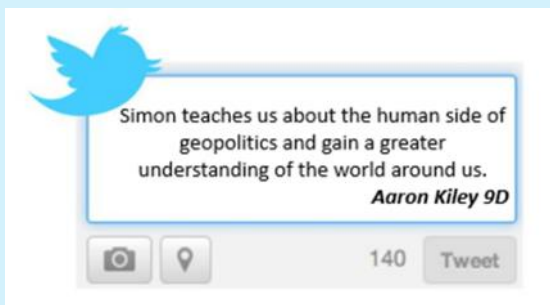 Simon teaches us about the human side of
geopolitics and gain a greater
understanding of the world around us.
Aaron Kiley 9D
140 Tweet